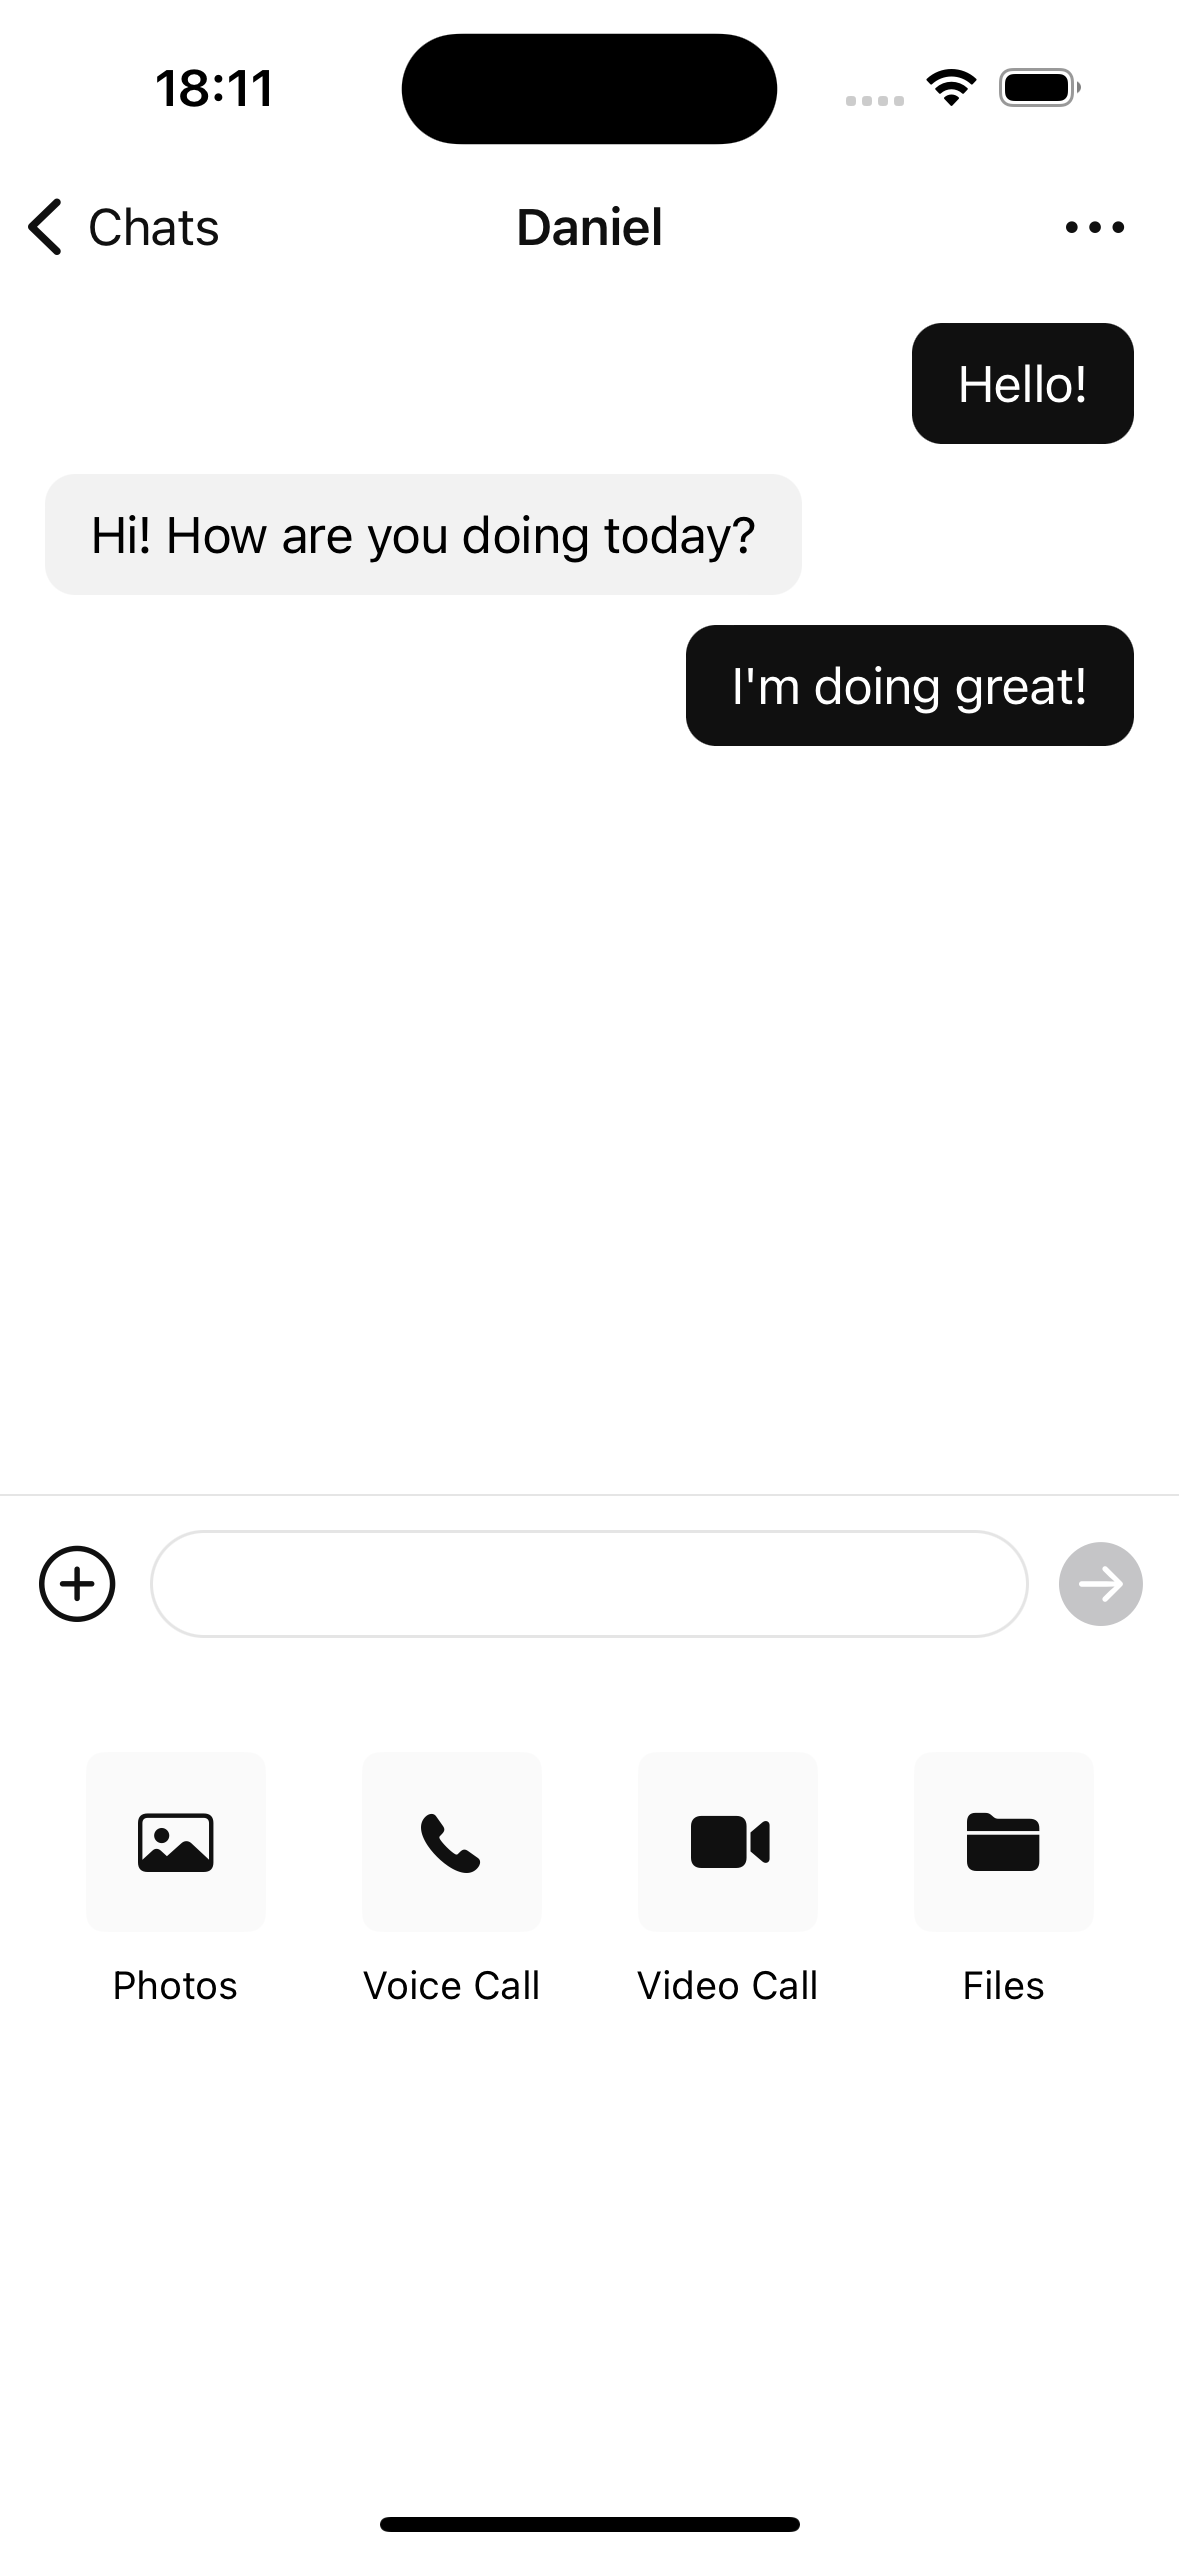 18:11
Chats
Daniel
Hello!
Hi! How are you doing today?
I'm doing great!
Photos
Voice Call
Video Call
Files